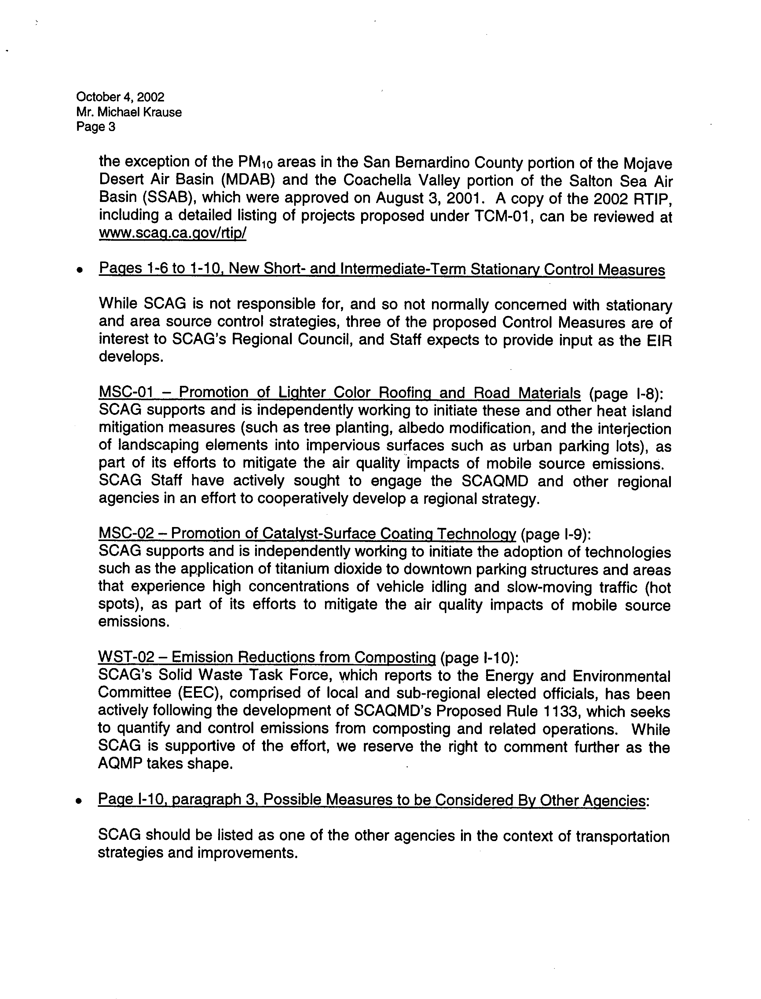 October 4, 2002
Mr. Michael Krause
Page 3
the exception of the PM10 areas in the San Bernardino County portion of the Mojave
Desert Air Basin (MDAB) and the Coachella Valley portion of the Salton Sea Air
Basin (SSAB), which were approved on August 3, 2001. A copy of the 2002 RTIP,
including a detailed listing of projects proposed under TCM-01, can be reviewed at
www.scag.ca.gov/rtip/
• Pages 1-6 to 1-10, New Short- and Intermediate-Term Stationary Control Measures
While SCAG is not responsible for, and so not normally concerned with stationary
and area source control strategies, three of the proposed Control Measures are of
interest to SCAG's Regional Council, and Staff expects to provide input as the EIR
develops.
MSC-01 – Promotion of Lighter Color Roofing and Road Materials (page I-8):
SCAG supports and is independently working to initiate these and other heat island
mitigation measures (such as tree planting, albedo modification, and the interjection
of landscaping elements into impervious surfaces such as urban parking lots), as
part of its efforts to mitigate the air quality impacts of mobile source emissions.
SCAG Staff have actively sought to engage the SCAQMD and other regional
agencies in an effort to cooperatively develop a regional strategy.
MSC-02 – Promotion of Catalyst-Surface Coating Technology (page I-9):
SCAG supports and is independently working to initiate the adoption of technologies
such as the application of titanium dioxide to downtown parking structures and areas
that experience high concentrations of vehicle idling and slow-moving traffic (hot
spots), as part of its efforts to mitigate the air quality impacts of mobile source
emissions.
WST-02 – Emission Reductions from Composting (page I-10):
SCAG's Solid Waste Task Force, which reports to the Energy and Environmental
Committee (EEC), comprised of local and sub-regional elected officials, has been
actively following the development of SCAQMD's Proposed Rule 1133, which seeks
to quantify and control emissions from composting and related operations. While
SCAG is supportive of the effort, we reserve the right to comment further as the
AQMP takes shape.
• Page I-10, paragraph 3, Possible Measures to be Considered By Other Agencies:
SCAG should be listed as one of the other agencies in the context of transportation
strategies and improvements.